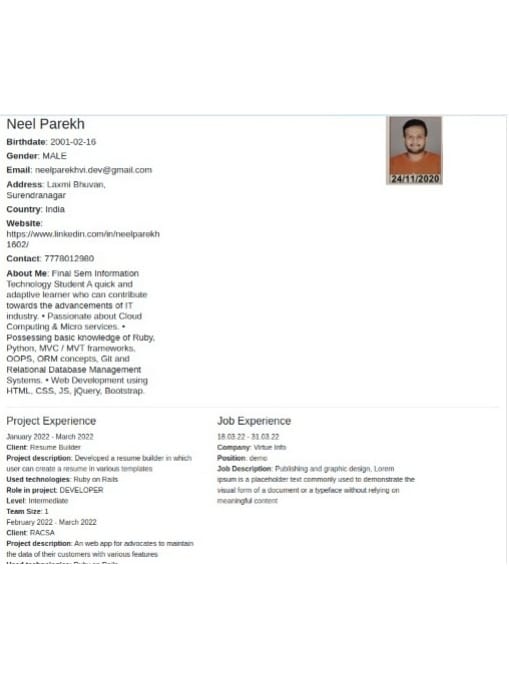 Neel Parekh
Birthdate: 2001-02-16
Gender: MALE
Email: neelparekhvi.dev@gmail.com
Address: Laxmi Bhuvan,
Surendranagar
Country: India
Website:
https://www.linkedin.com/in/neelparekh
1602/
Contact: 7778012980
About Me: Final Sem Information
Technology Student A quick and
adaptive learner who can contribute
towards the advancements of IT
industry. • Passionate about Cloud
Computing & Micro services. •
Possessing basic knowledge of Ruby,
Python, MVC / MVT frameworks,
OOPS, ORM concepts, Git and
Relational Database Management
Systems. • Web Development using
HTML, CSS, JS, jQuery, Bootstrap.
24/11/2020
Project Experience
January 2022 - March 2022
Client: Resume Builder
Project description: Developed a resume builder in which
user can create a resume in various templates
Used technologies: Ruby on Rails
Role in project: DEVELOPER
Level: Intermediate
Team Size: 1
February 2022 - March 2022
Client: RACSA
Project description: An web app for advocates to maintain
the data of their customers with various features
Used technologies: Ruby on Rails
Job Experience
18.03.22 - 31.03.22
Company: Virtue Info
Position: demo
Job Description: Publishing and graphic design, Lorem
ipsum is a placeholder text commonly used to demonstrate the
visual form of a document or a typeface without relying on
meaningful content